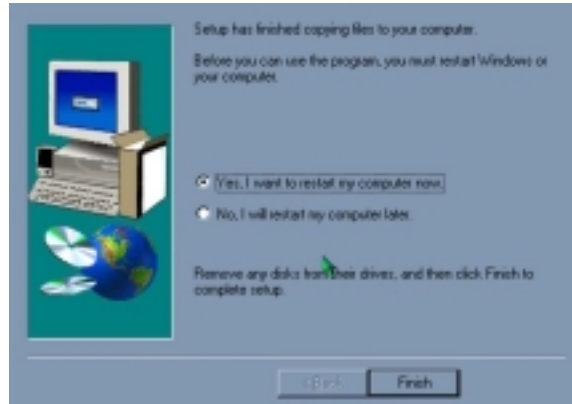 Setup has finished copying files to your computer.
Before you can use the program, you must restart Windows or
your computer.
Yes, I want to restart my computer now.
No, I will restart my computer later.
Remove any disks from their drives, and then click Finish to
complete setup.
< Back
Finish